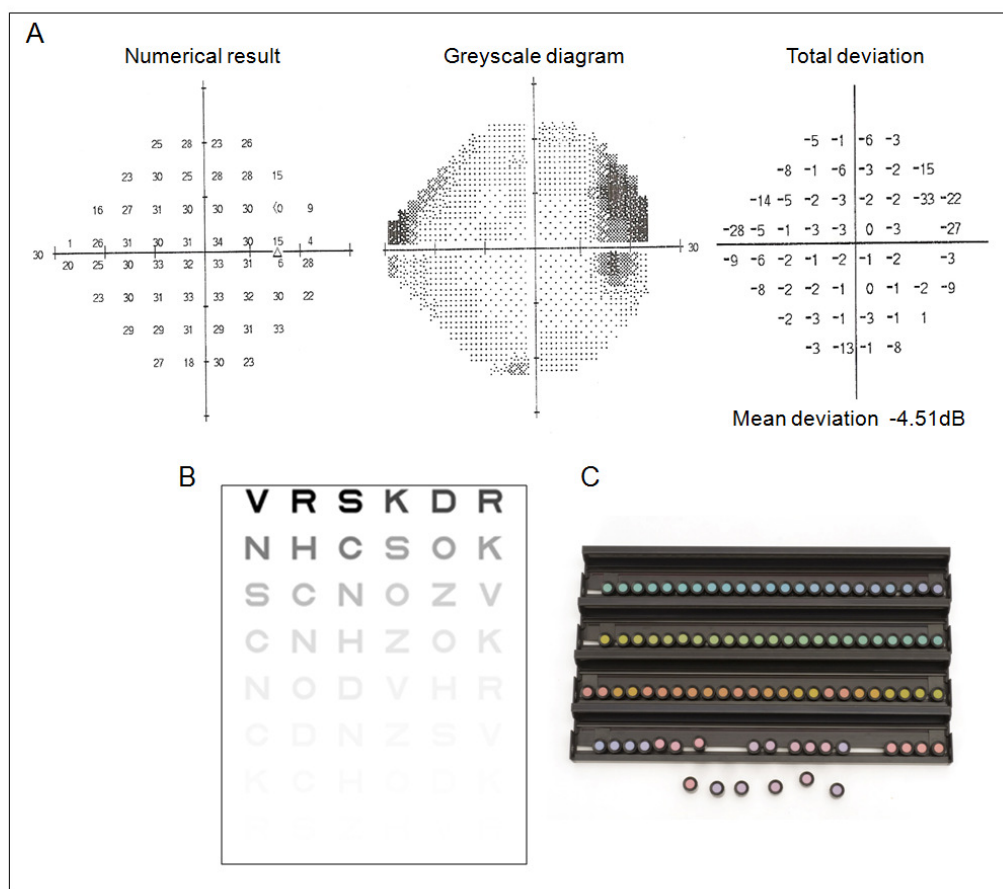 A
Numerical result Greyscale diagram Total deviation
25 28 23 26
23 30 25 28 28 15
16 27 31 30 30 30 9
30 1 26 31 30 31 34 30 15 4
20 25 30 33 32 33 31 6 28
23 30 31 33 33 32 30 22
29 29 31 29 31 33
27 18 30 23
30
-5 -1 -6 -3
-8 -1 -6 -3 -2 -15
-14 -5 -2 -3 -2 -2 -33 -22
-28 -5 -1 -3 -3 0 -3 -27
-9 -6 -2 -1 -2 -1 -2 -3
-8 -2 -2 -1 0 -1 -2 -9
-2 -3 -1 -3 -1 1
-3 -13 -1 -8
Mean deviation -4.51dB
B
V R S K D R
N H C S O K
S C N O Z V
C N H Z O K
N O D V H R
C D N Z S V
K C H O D K
C